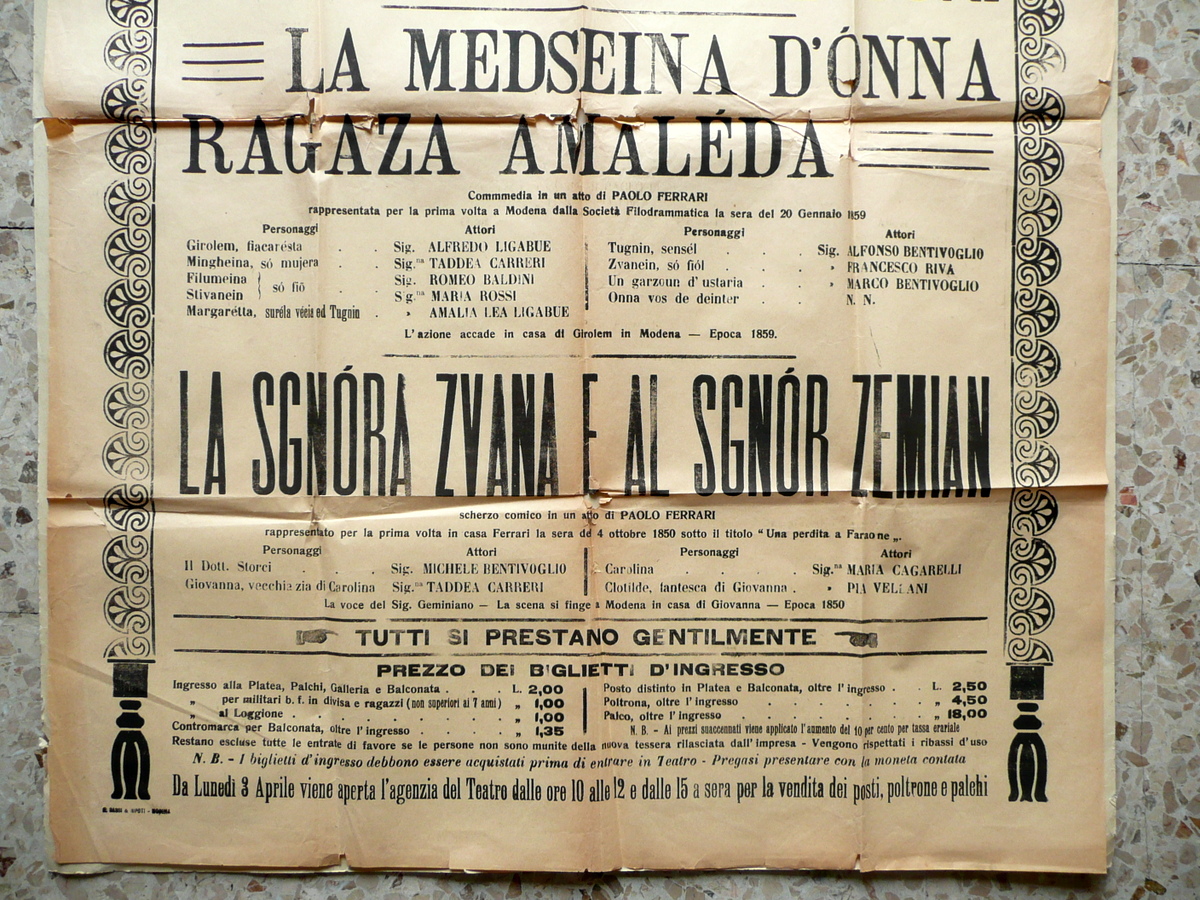 LA MEDSEINA D'ÓNNA
RAGAZA AMALÉDA
Commmedia in un atto di PAOLO FERRARI
rappresentata per la prima volta a Modena dalla Società Filodrammatica la sera del 20 Gennaio 1859
Personaggi Attori
Girolem, fiacarésta . . Sig. ALFREDO LIGABUE
Mingheina, só mujera . . Sig.na TADDEA CARRERI
Filumeina } só fiô . . Sig. ROMEO BALDINI
Stivanein } . . Sig.na MARIA ROSSI
Margarétta, suréla vécia ed Tugnin . » AMALIA LEA LIGABUE
Personaggi Attori
Tugnin, sensél . . . Sig. ALFONSO BENTIVOGLIO
Zvanein, só fiól . . . » FRANCESCO RIVA
Un garzoun d'ustaria . . » MARCO BENTIVOGLIO
Onna vos de deinter . . N. N.
L'azione accade in casa di Girolem in Modena — Epoca 1859.
LA SGNÓRA ZVANA E AL SGNÓR ZEMIAN
scherzo comico in un atto di PAOLO FERRARI
rappresentato per la prima volta in casa Ferrari la sera de 4 ottobre 1850 sotto il titolo "Una perdita a Faraone„.
Personaggi Attori
Il Dott. Storci . . . Sig. MICHELE BENTIVOGLIO
Giovanna, vecchia zia di Carolina Sig.na TADDEA CARRERI
Personaggi Attori
Carolina . . . . Sig.na MARIA CAGARELLI
Clotilde, fantesca di Giovanna . » PIA VELLANI
La voce del Sig. Geminiano — La scena si finge a Modena in casa di Giovanna — Epoca 1850
TUTTI SI PRESTANO GENTILMENTE
PREZZO DEI BIGLIETTI D'INGRESSO
Ingresso alla Platea, Palchi, Galleria e Balconata . . . L. 2,00
„ per militari b. f. in divisa e ragazzi (non superiori ai 7 anni) „ 1,00
„ al Loggione . . . . „ 1,00
Contromarca per Balconata, oltre l'ingresso . . . „ 1,35
Posto distinto in Platea e Balconata, oltre l'ingresso . . L. 2,50
Poltrona, oltre l'ingresso . . . . „ 4,50
Palco, oltre l'ingresso . . . . „ 18,00
N. B. - Ai prezzi suaccennati viene applicato l'aumento del 10 per cento per tassa erariale
Restano escluse tutte le entrate di favore se le persone non sono munite della nuova tessera rilasciata dall'impresa - Vengono rispettati i ribassi d'uso
N. B. - I biglietti d'ingresso debbono essere acquistati prima di entrare in Teatro - Pregasi presentare con la moneta contata
Da Lunedì 3 Aprile viene aperta l'agenzia del Teatro dalle ore 10 alle 12 e dalle 15 a sera per la vendita dei posti, poltrone e palchi